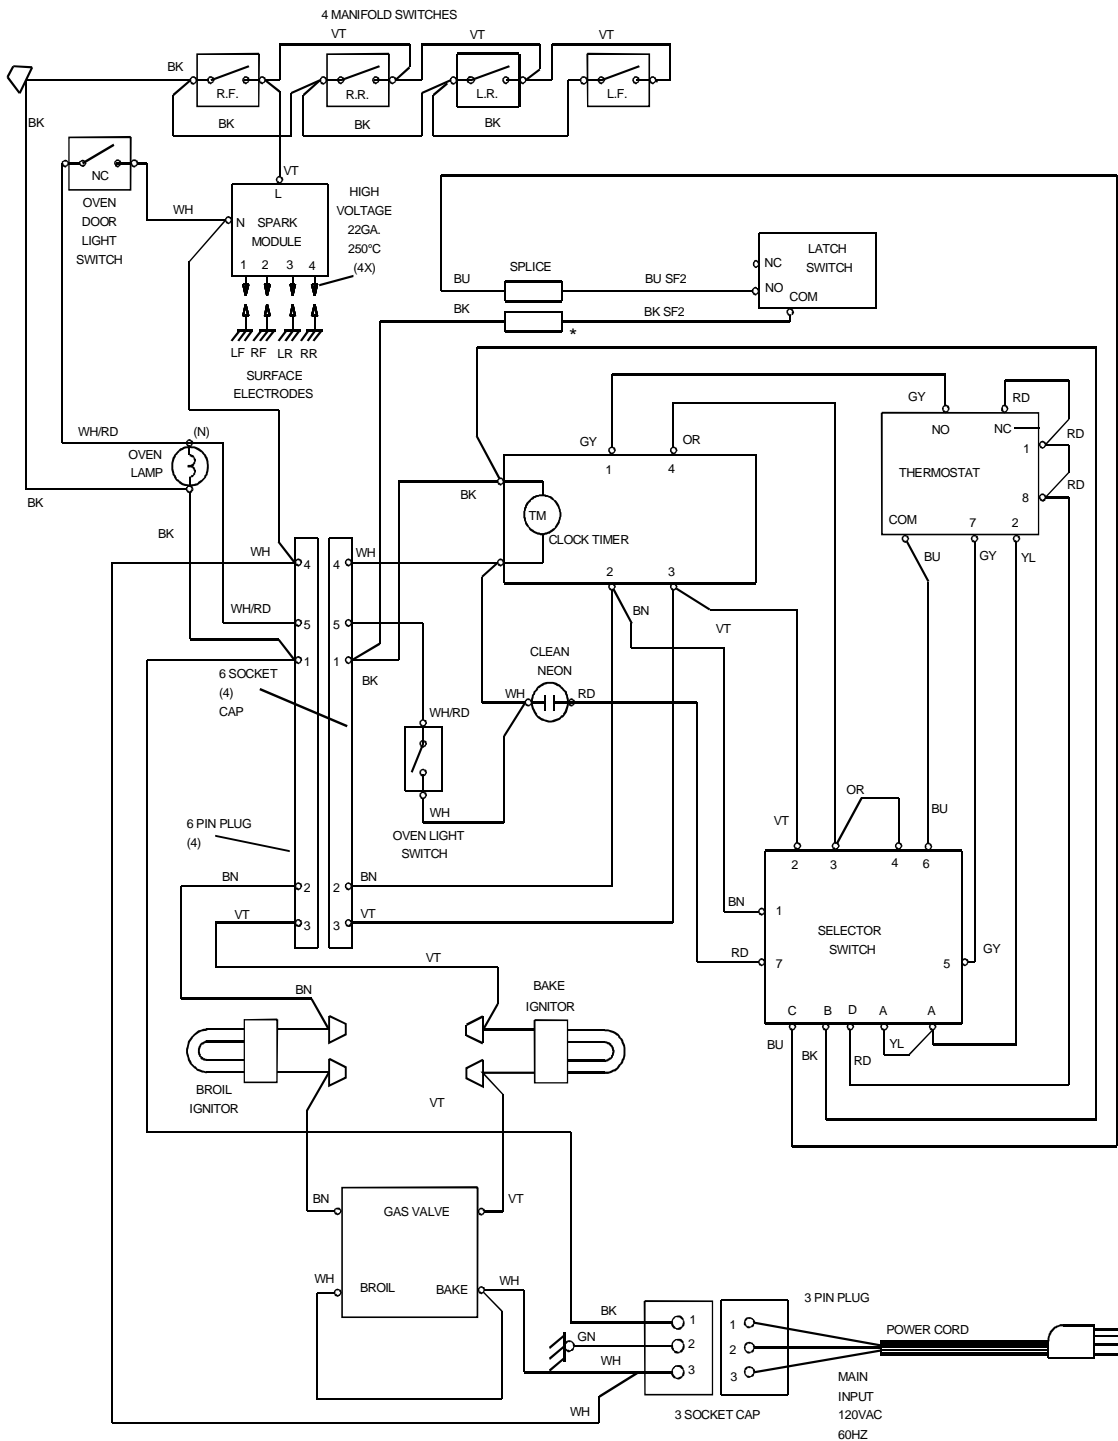 4 MANIFOLD SWITCHES
VT
VT
VT
BK
R.F.
R.R.
L.R.
L.F.
BK
BK
BK
BK
NC
OVEN
DOOR
LIGHT
SWITCH
WH
VT
L
N
SPARK
MODULE
1 2 3 4
HIGH
VOLTAGE
22GA.
250°C
(4X)
LF RF LR RR
SURFACE
ELECTRODES
BU
SPLICE
BU SF2
BK
BK SF2
*
LATCH
SWITCH
NC
NO
COM
WH/RD
(N)
OVEN
LAMP
BK
BK
GY
OR
1
4
BK
TM
CLOCK TIMER
2
3
GY
RD
NO
NC
1
RD
THERMOSTAT
RD
8
COM
7
2
BU
GY
YL
WH
4
4
WH
WH/RD
5
5
1
1
BK
6 SOCKET
(4)
CAP
BN
VT
CLEAN
NEON
WH
RD
WH/RD
WH
OVEN LIGHT
SWITCH
6 PIN PLUG
(4)
BN
2
2
BN
VT
3
3
VT
VT
OR
VT
BU
2
3
4
6
BN
1
SELECTOR
SWITCH
RD
7
5
GY
C
B
D
A
A
BU
BK
RD
YL
BN
BAKE
IGNITOR
BROIL
IGNITOR
VT
BN
GAS VALVE
VT
WH
BROIL
BAKE
WH
BK
1
GN
2
WH
3
WH
3 SOCKET CAP
1
2
3
3 PIN PLUG
POWER CORD
MAIN
INPUT
120VAC
60HZ